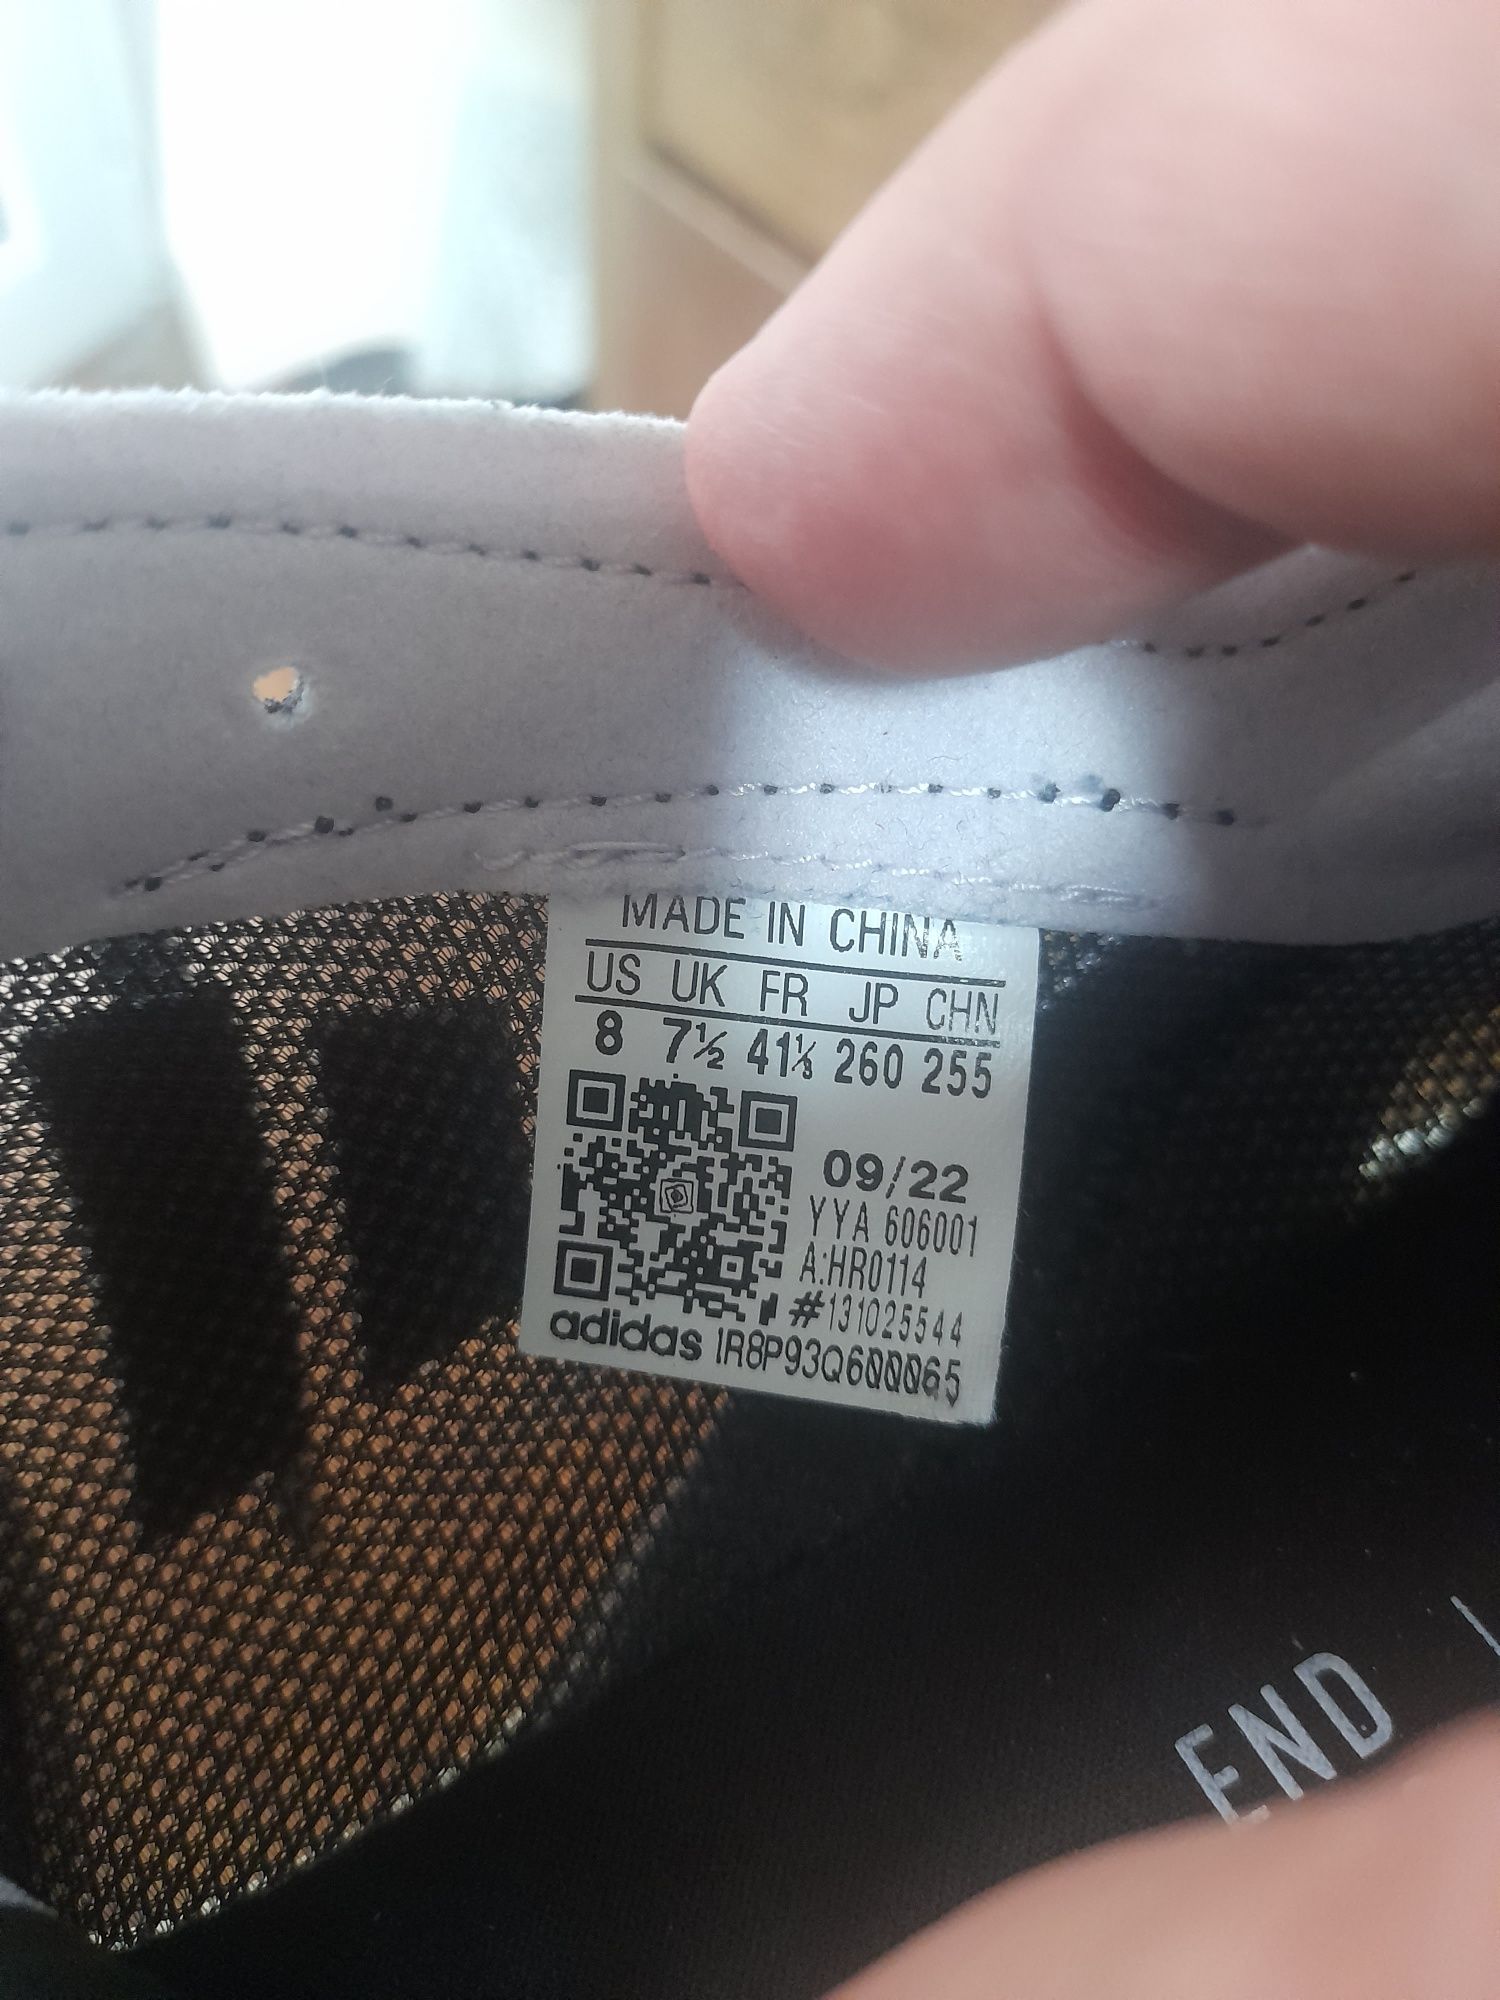 MADE IN CHINA
US UK FR JP CHN
8 7½ 41⅓ 260 255
09/22
YYA 606001
A:HR0114
#131025544
adidas 1R8P93Q600065
END